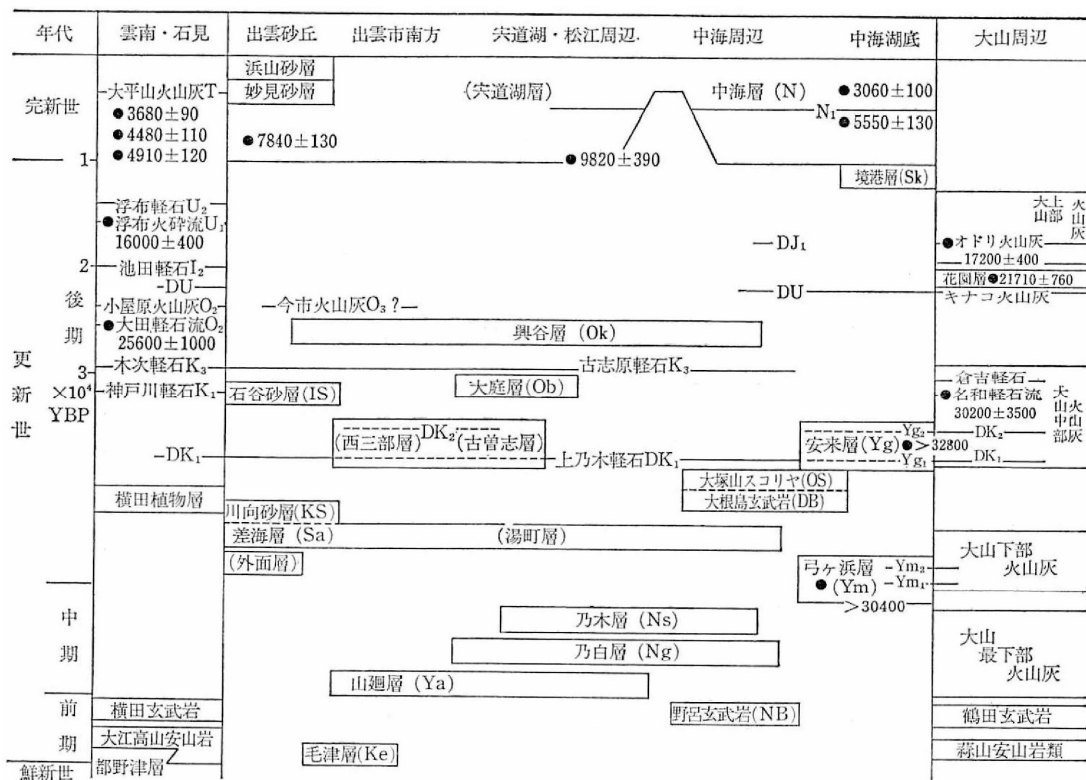 年代
雲南・石見
出雲砂丘
出雲市南方
宍道湖・松江周辺
中海周辺
中海湖底
大山周辺
完新世
1
2
後期
更新世
3
×10⁴
YBP
中期
前期
鮮新世
大平山火山灰T
●3680±90
●4480±110
●4910±120
浮布軽石U₂
●浮布火砕流U₁
16000±400
池田軽石I₂
DU
小屋原火山灰O₂
●大田軽石流O₂
25600±1000
木次軽石K₃
神戸川軽石K₁
DK₁
横田植物層
横田玄武岩
大江高山安山岩
都野津層
浜山砂層
妙見砂層
●7840±130
今市火山灰O₃?
石谷砂層(IS)
川向砂層(KS)
差海層(Sa)
(湯町層)
(外面層)
毛津層(Ke)
(宍道湖層)
●9820±390
興谷層(Ok)
古志原軽石K₃
大庭層(Ob)
DK₂
(西三部層)
(古曽志層)
上乃木軽石DK₁
乃木層(Ns)
乃白層(Ng)
山廻層(Ya)
中海層(N)
N₁
DJ₁
DU
大塚山スコリヤ(OS)
大根島玄武岩(DB)
野呂玄武岩(NB)
●3060±100
●5550±130
境港層(Sk)
Yg₂
安来層(Yg)●>32800
Yg₁
弓ヶ浜層
Ym₂
●(Ym)
Ym₁
>30400
大山上部火山灰
●オドリ火山灰
17200±400
花園層●21710±760
キナコ火山灰
倉吉軽石
●名和軽石流
30200±3500
大山中部火山灰
DK₂
DK₁
大山下部
火山灰
大山
最下部
火山灰
鶴田玄武岩
蒜山安山岩類